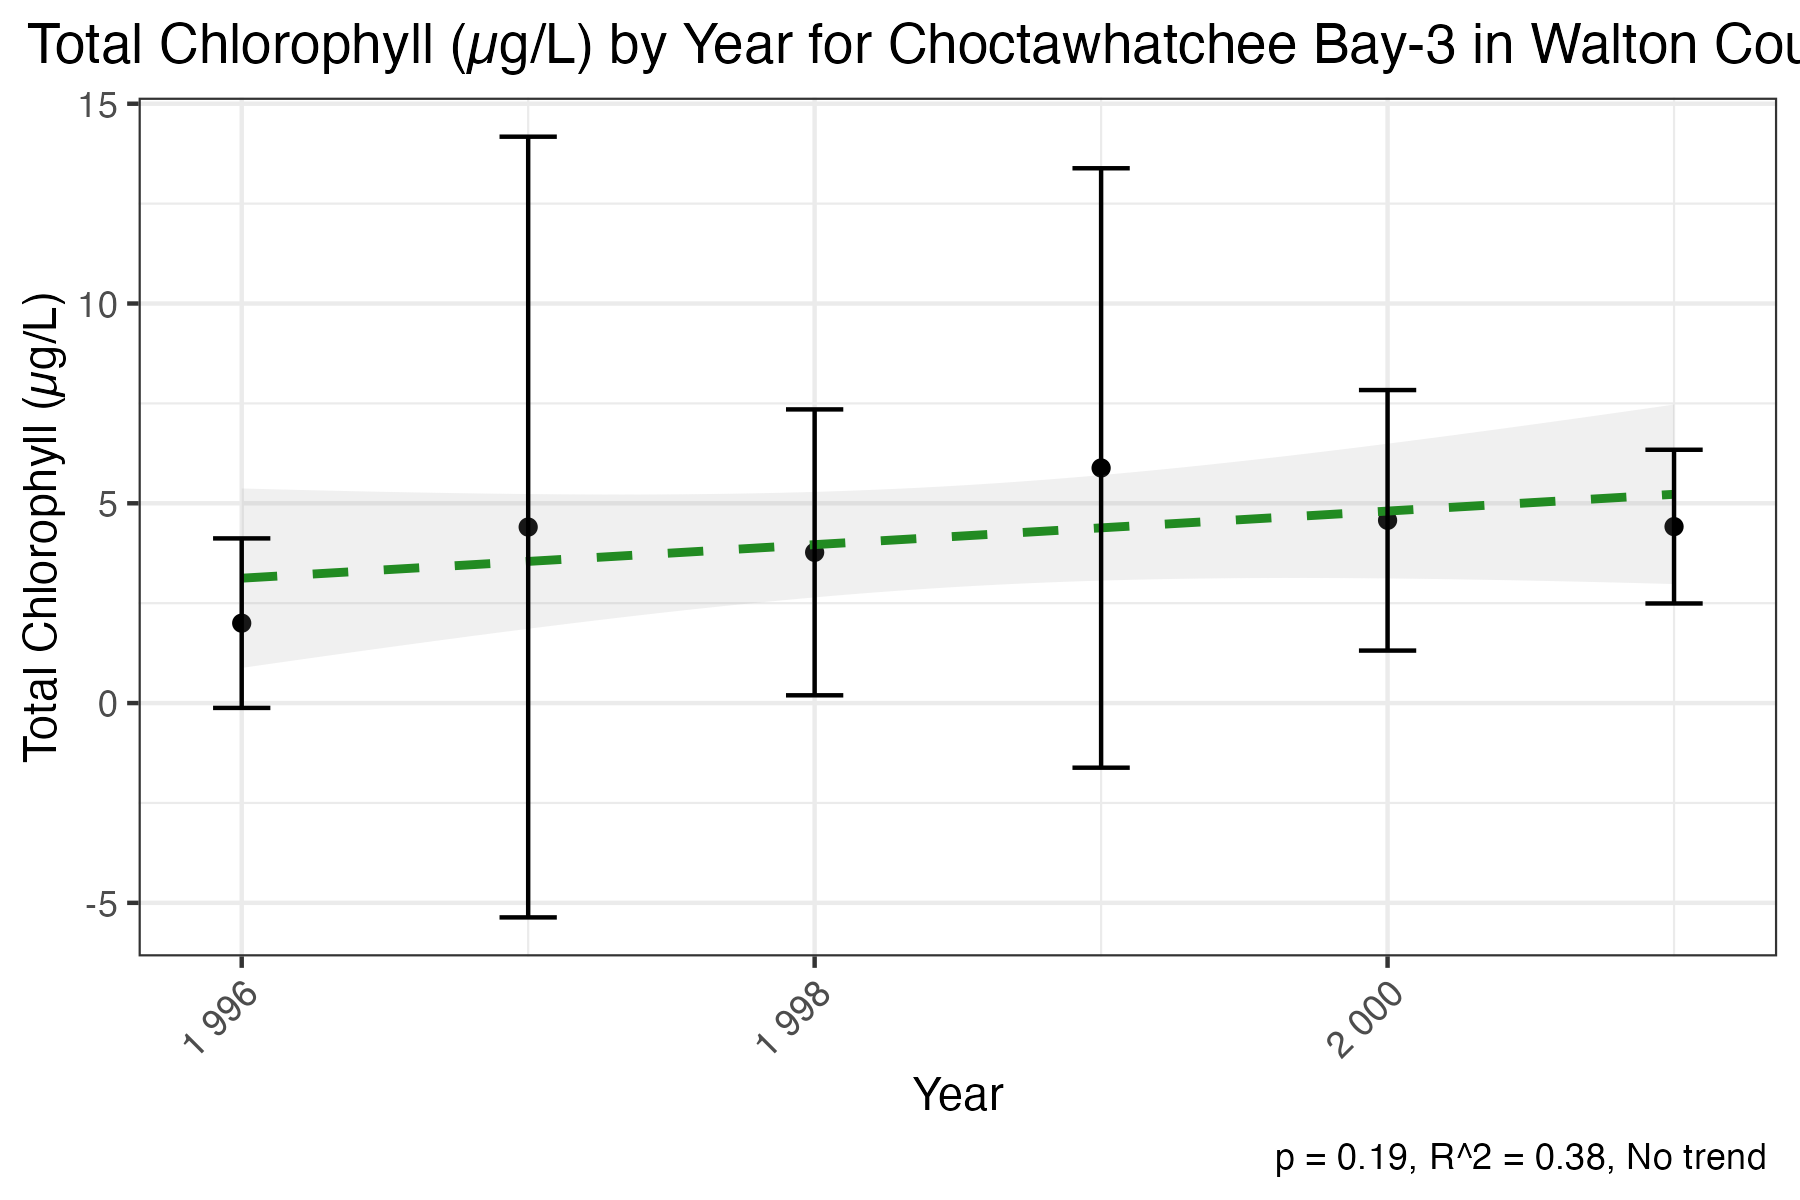 Total Chlorophyll (µg/L) by Year for Choctawhatchee Bay-3 in Walton Cou
Total Chlorophyll (µg/L)
15
10
5
0
-5
1 996
1 998
2 000
Year
p = 0.19, R^2 = 0.38, No trend